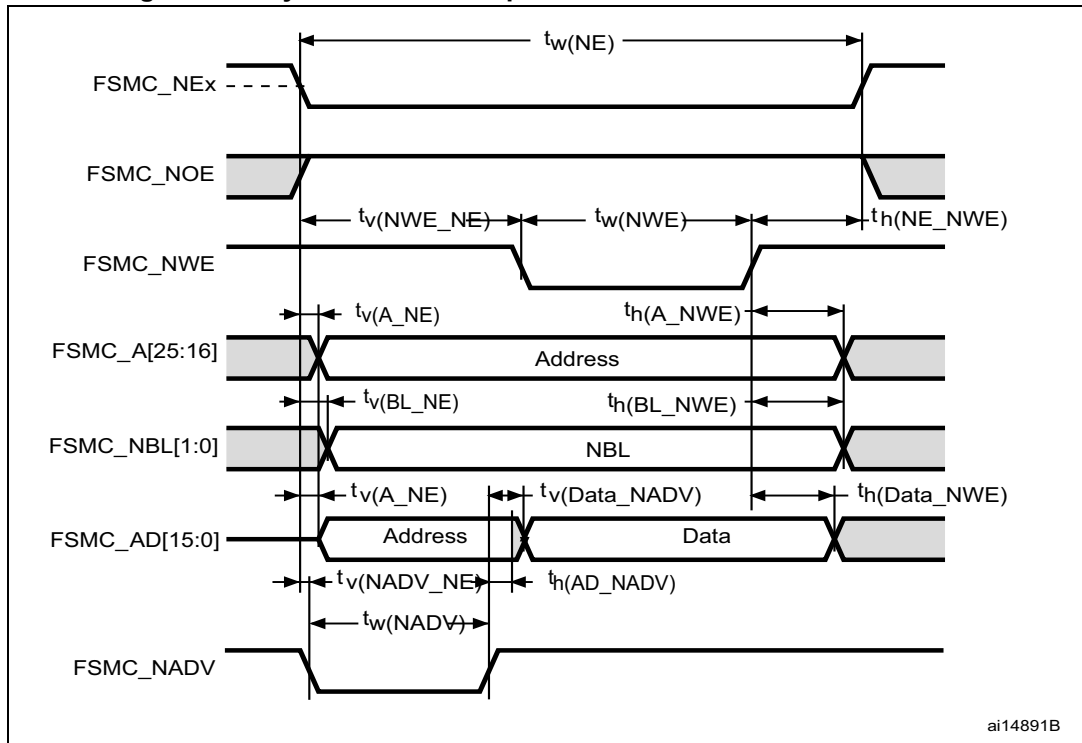 tw(NE)
FSMC_NEx
FSMC_NOE
tv(NWE_NE) tw(NWE) th(NE_NWE)
FSMC_NWE
tv(A_NE) th(A_NWE)
FSMC_A[25:16] Address
tv(BL_NE) th(BL_NWE)
FSMC_NBL[1:0] NBL
tv(A_NE) tv(Data_NADV) th(Data_NWE)
FSMC_AD[15:0] Address Data
tv(NADV_NE) th(AD_NADV)
tw(NADV)
FSMC_NADV
ai14891B